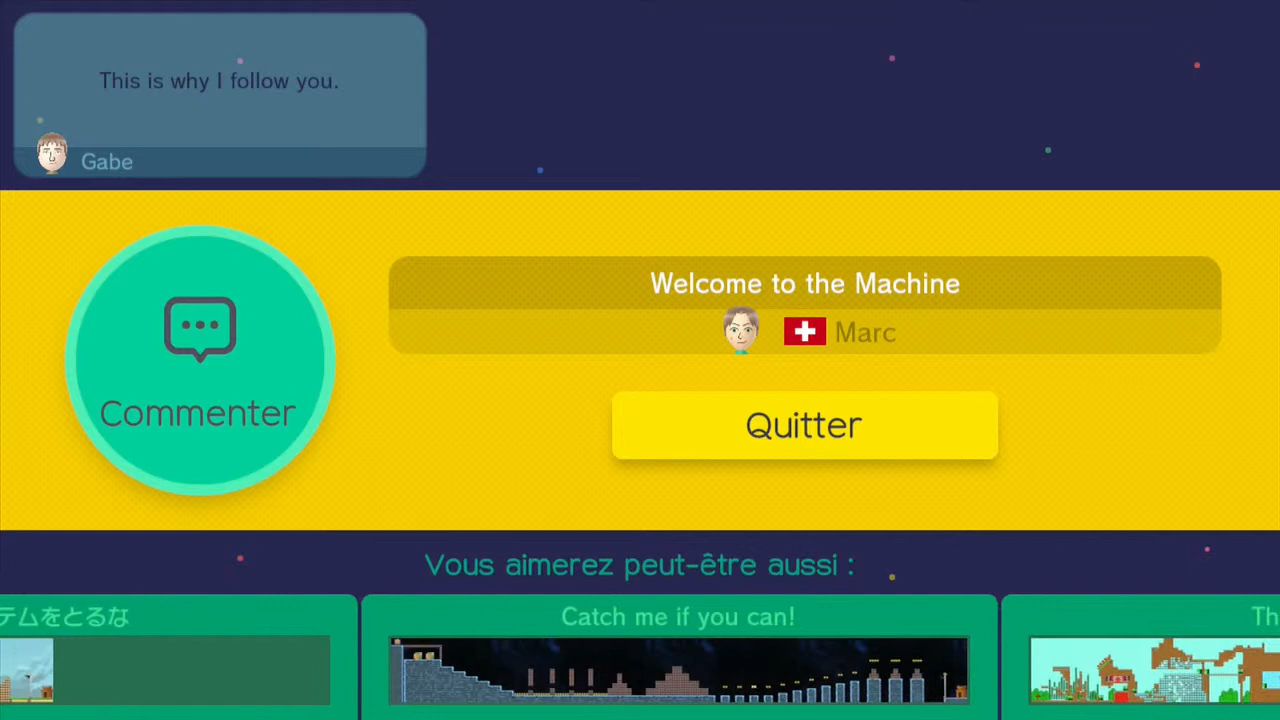 This is why I follow you.
Gabe
Welcome to the Machine
Marc
Commenter
Quitter
Vous aimerez peut-être aussi :
テムをとるな
Catch me if you can!
Th